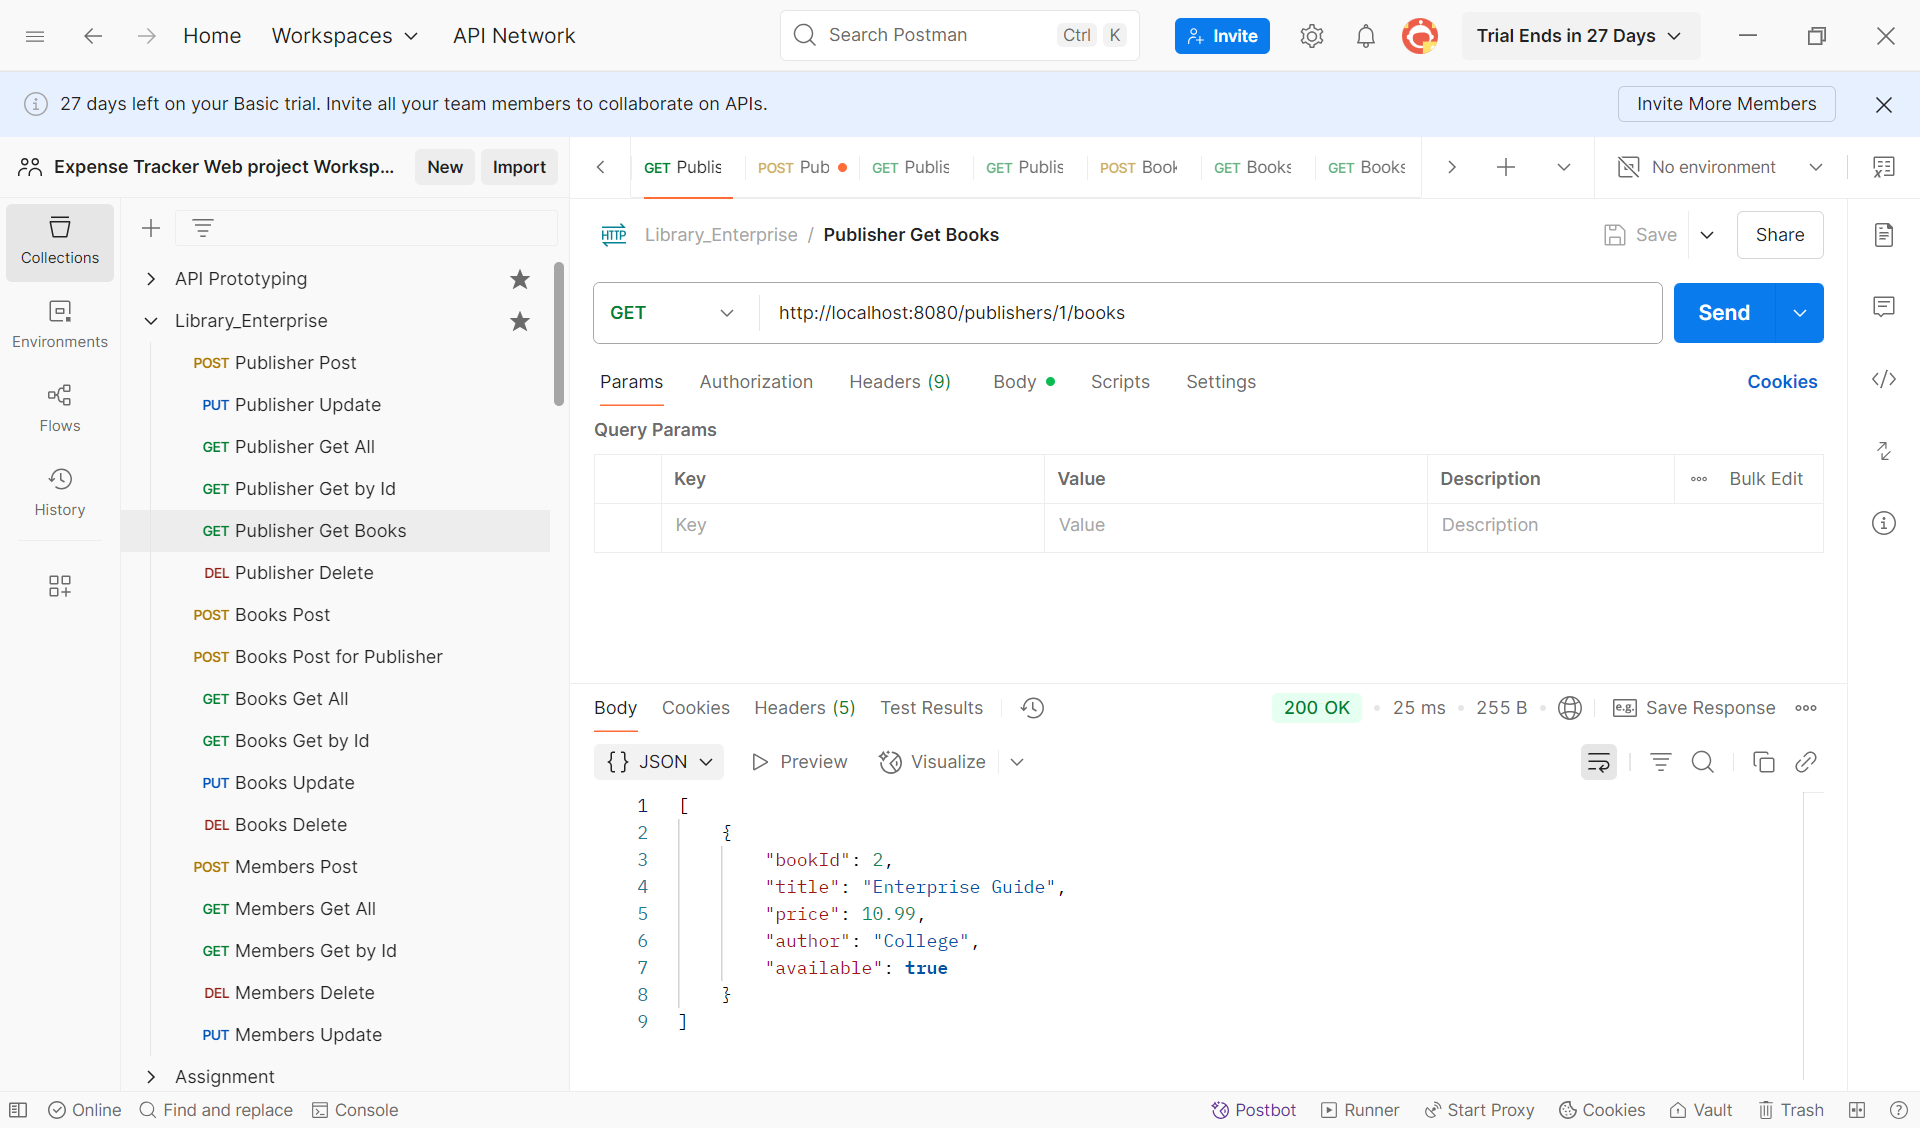 Home Workspaces API Network Search Postman Ctrl K Invite Trial Ends in 27 Days
27 days left on your Basic trial. Invite all your team members to collaborate on APIs. Invite More Members
Expense Tracker Web project Worksp... New Import
GET Publis POST Pub GET Publis GET Publis POST Book GET Books GET Books No environment
Collections
Environments
Flows
History
API Prototyping
Library_Enterprise
POST Publisher Post
PUT Publisher Update
GET Publisher Get All
GET Publisher Get by Id
GET Publisher Get Books
DEL Publisher Delete
POST Books Post
POST Books Post for Publisher
GET Books Get All
GET Books Get by Id
PUT Books Update
DEL Books Delete
POST Members Post
GET Members Get All
GET Members Get by Id
DEL Members Delete
PUT Members Update
Assignment
HTTP Library_Enterprise / Publisher Get Books Save Share
GET http://localhost:8080/publishers/1/books Send
Params Authorization Headers (9) Body Scripts Settings Cookies
Query Params
Key Value Description Bulk Edit
Key Value Description
Body Cookies Headers (5) Test Results 200 OK 25 ms 255 B e.g. Save Response
{} JSON Preview Visualize
1 [
2 {
3 "bookId": 2,
4 "title": "Enterprise Guide",
5 "price": 10.99,
6 "author": "College",
7 "available": true
8 }
9 ]
Online Find and replace Console Postbot Runner Start Proxy Cookies Vault Trash